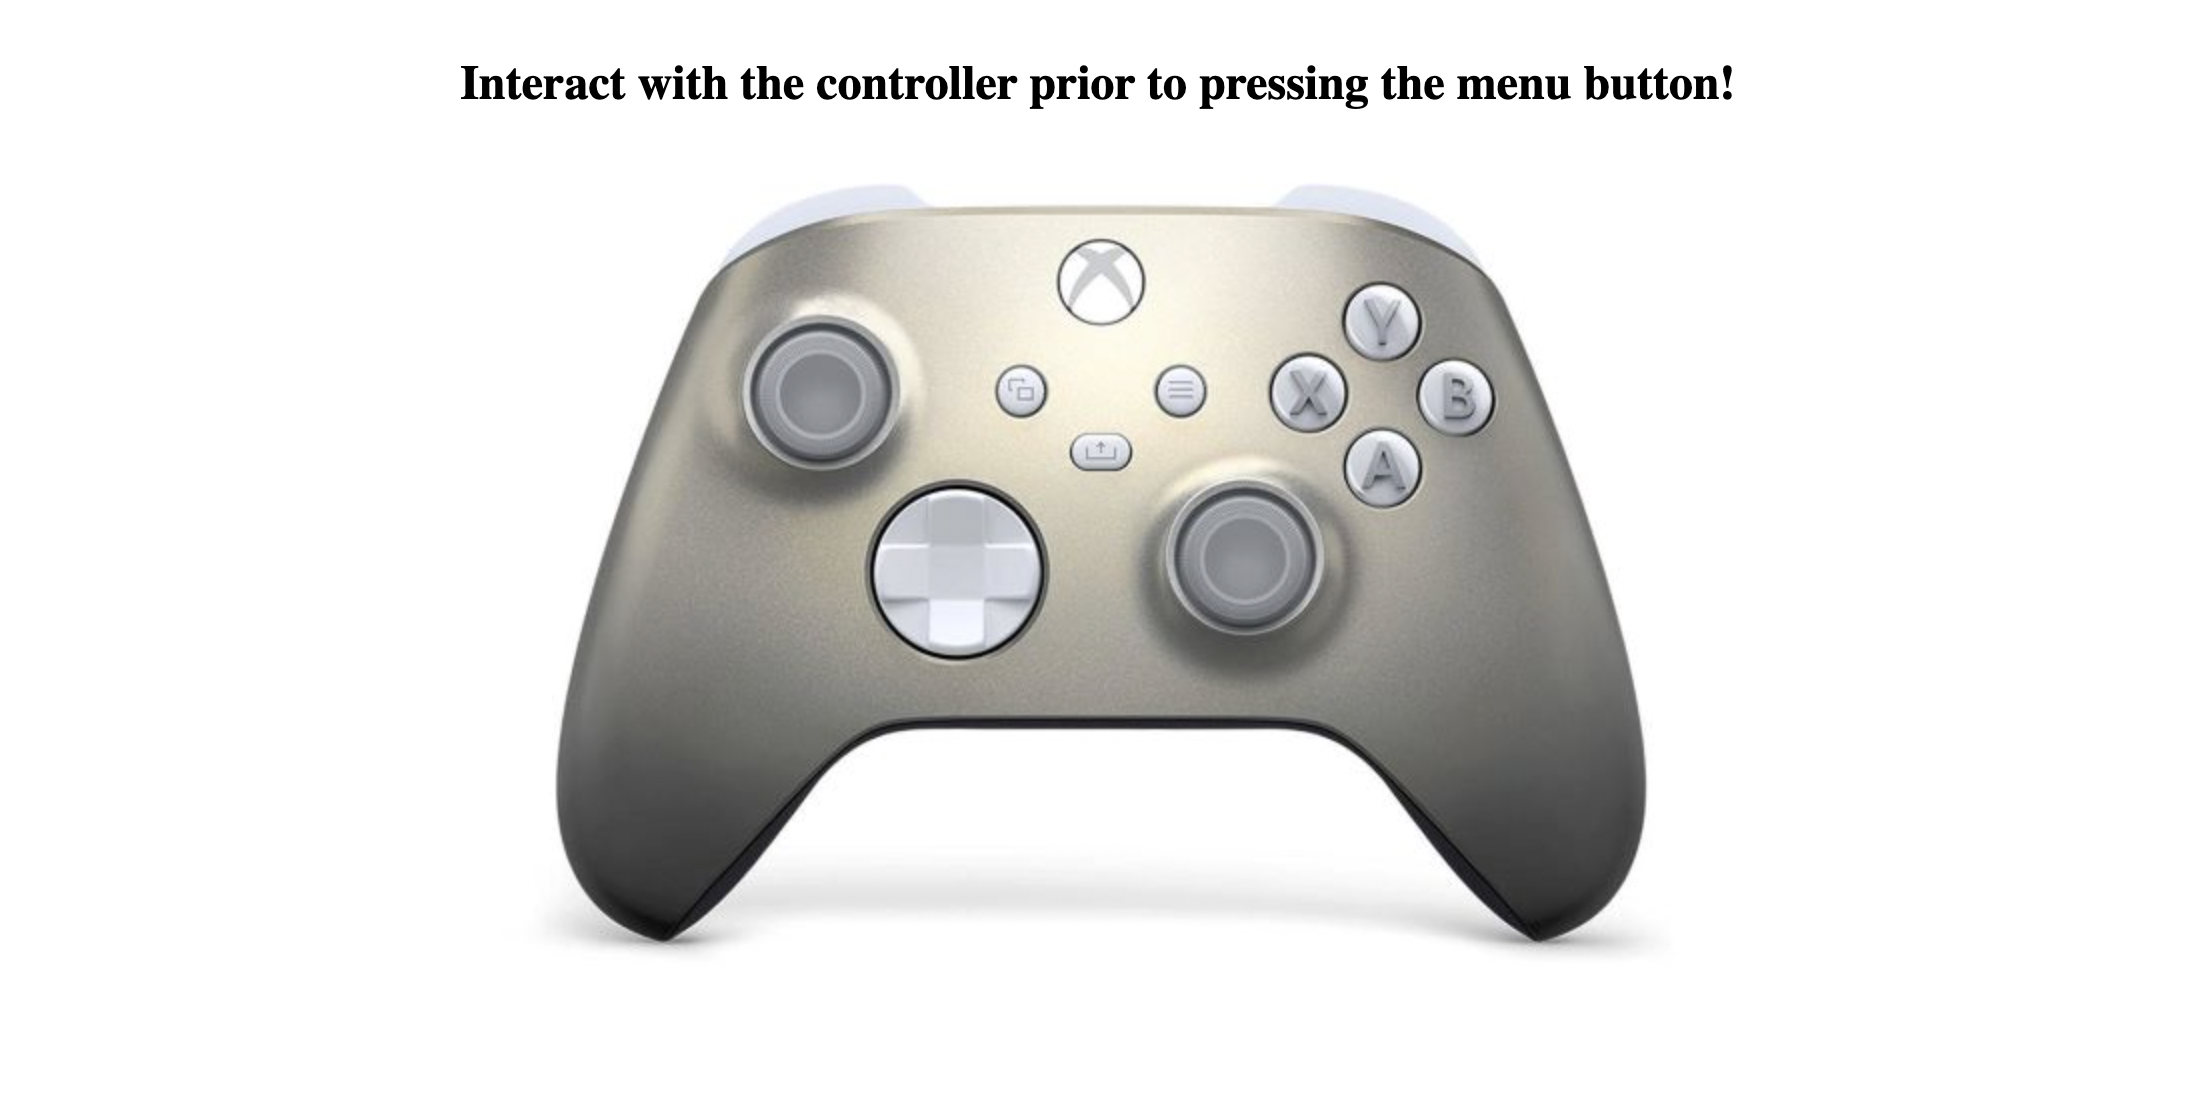 Interact with the controller prior to pressing the menu button!
Y
X
B
A